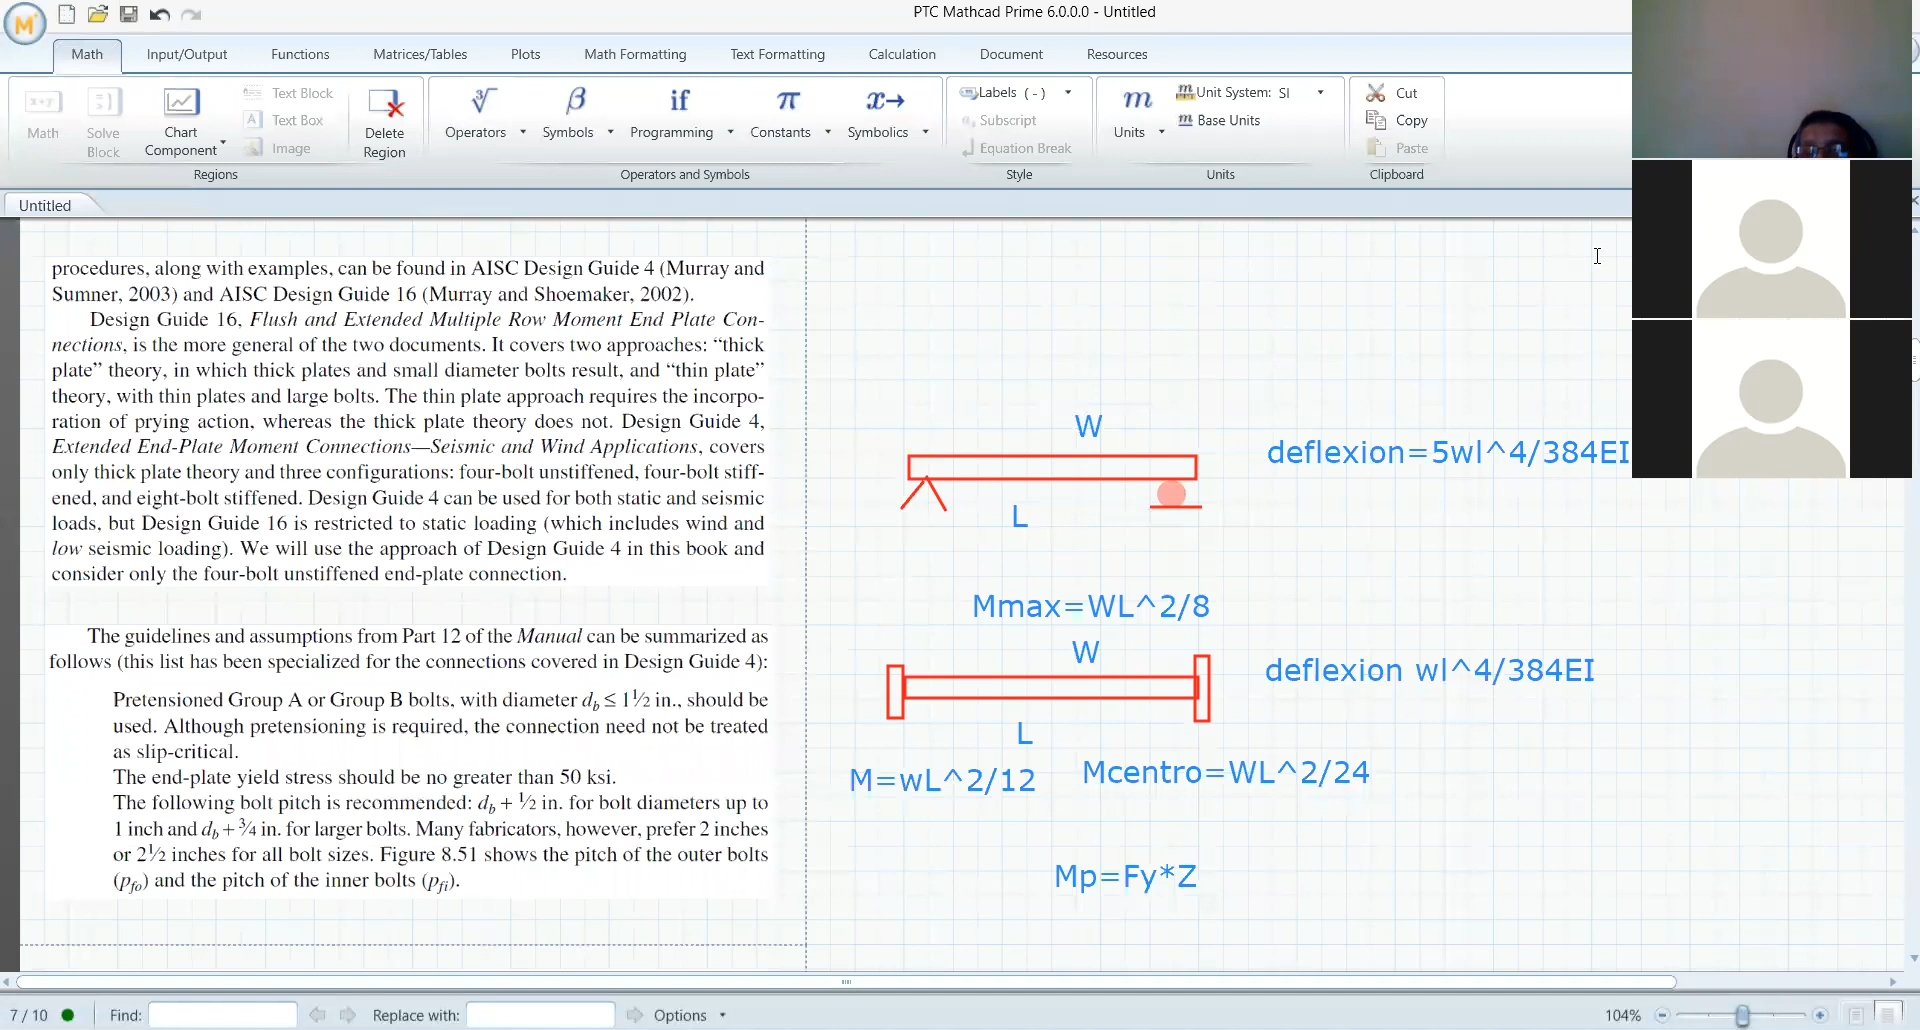 PTC Mathcad Prime 6.0.0.0 - Untitled
Math Input/Output Functions Matrices/Tables Plots Math Formatting Text Formatting Calculation Document Resources
Math
Solve Block
Chart Component
Text Block
Text Box
Image
Delete Region
Regions
Operators
Symbols
if
Programming
π
Constants
Symbolics
Operators and Symbols
Labels ( - )
Subscript
Equation Break
Style
m
Units
Unit System: SI
Base Units
Units
Cut
Copy
Paste
Clipboard
Untitled
procedures, along with examples, can be found in AISC Design Guide 4 (Murray and
Sumner, 2003) and AISC Design Guide 16 (Murray and Shoemaker, 2002).
Design Guide 16, Flush and Extended Multiple Row Moment End Plate Con-
nections, is the more general of the two documents. It covers two approaches: “thick
plate” theory, in which thick plates and small diameter bolts result, and “thin plate”
theory, with thin plates and large bolts. The thin plate approach requires the incorpo-
ration of prying action, whereas the thick plate theory does not. Design Guide 4,
Extended End-Plate Moment Connections—Seismic and Wind Applications, covers
only thick plate theory and three configurations: four-bolt unstiffened, four-bolt stiff-
ened, and eight-bolt stiffened. Design Guide 4 can be used for both static and seismic
loads, but Design Guide 16 is restricted to static loading (which includes wind and
low seismic loading). We will use the approach of Design Guide 4 in this book and
consider only the four-bolt unstiffened end-plate connection.
The guidelines and assumptions from Part 12 of the Manual can be summarized as
follows (this list has been specialized for the connections covered in Design Guide 4):
Pretensioned Group A or Group B bolts, with diameter d_b ≤ 1½ in., should be
used. Although pretensioning is required, the connection need not be treated
as slip-critical.
The end-plate yield stress should be no greater than 50 ksi.
The following bolt pitch is recommended: d_b + ½ in. for bolt diameters up to
1 inch and d_b + ¾ in. for larger bolts. Many fabricators, however, prefer 2 inches
or 2½ inches for all bolt sizes. Figure 8.51 shows the pitch of the outer bolts
(p_fo) and the pitch of the inner bolts (p_fi).
W
deflexion=5wl^4/384EI
L
Mmax=WL^2/8
W
deflexion wl^4/384EI
L
M=wL^2/12
Mcentro=WL^2/24
Mp=Fy*Z
7 / 10 Find: Replace with: Options 104%